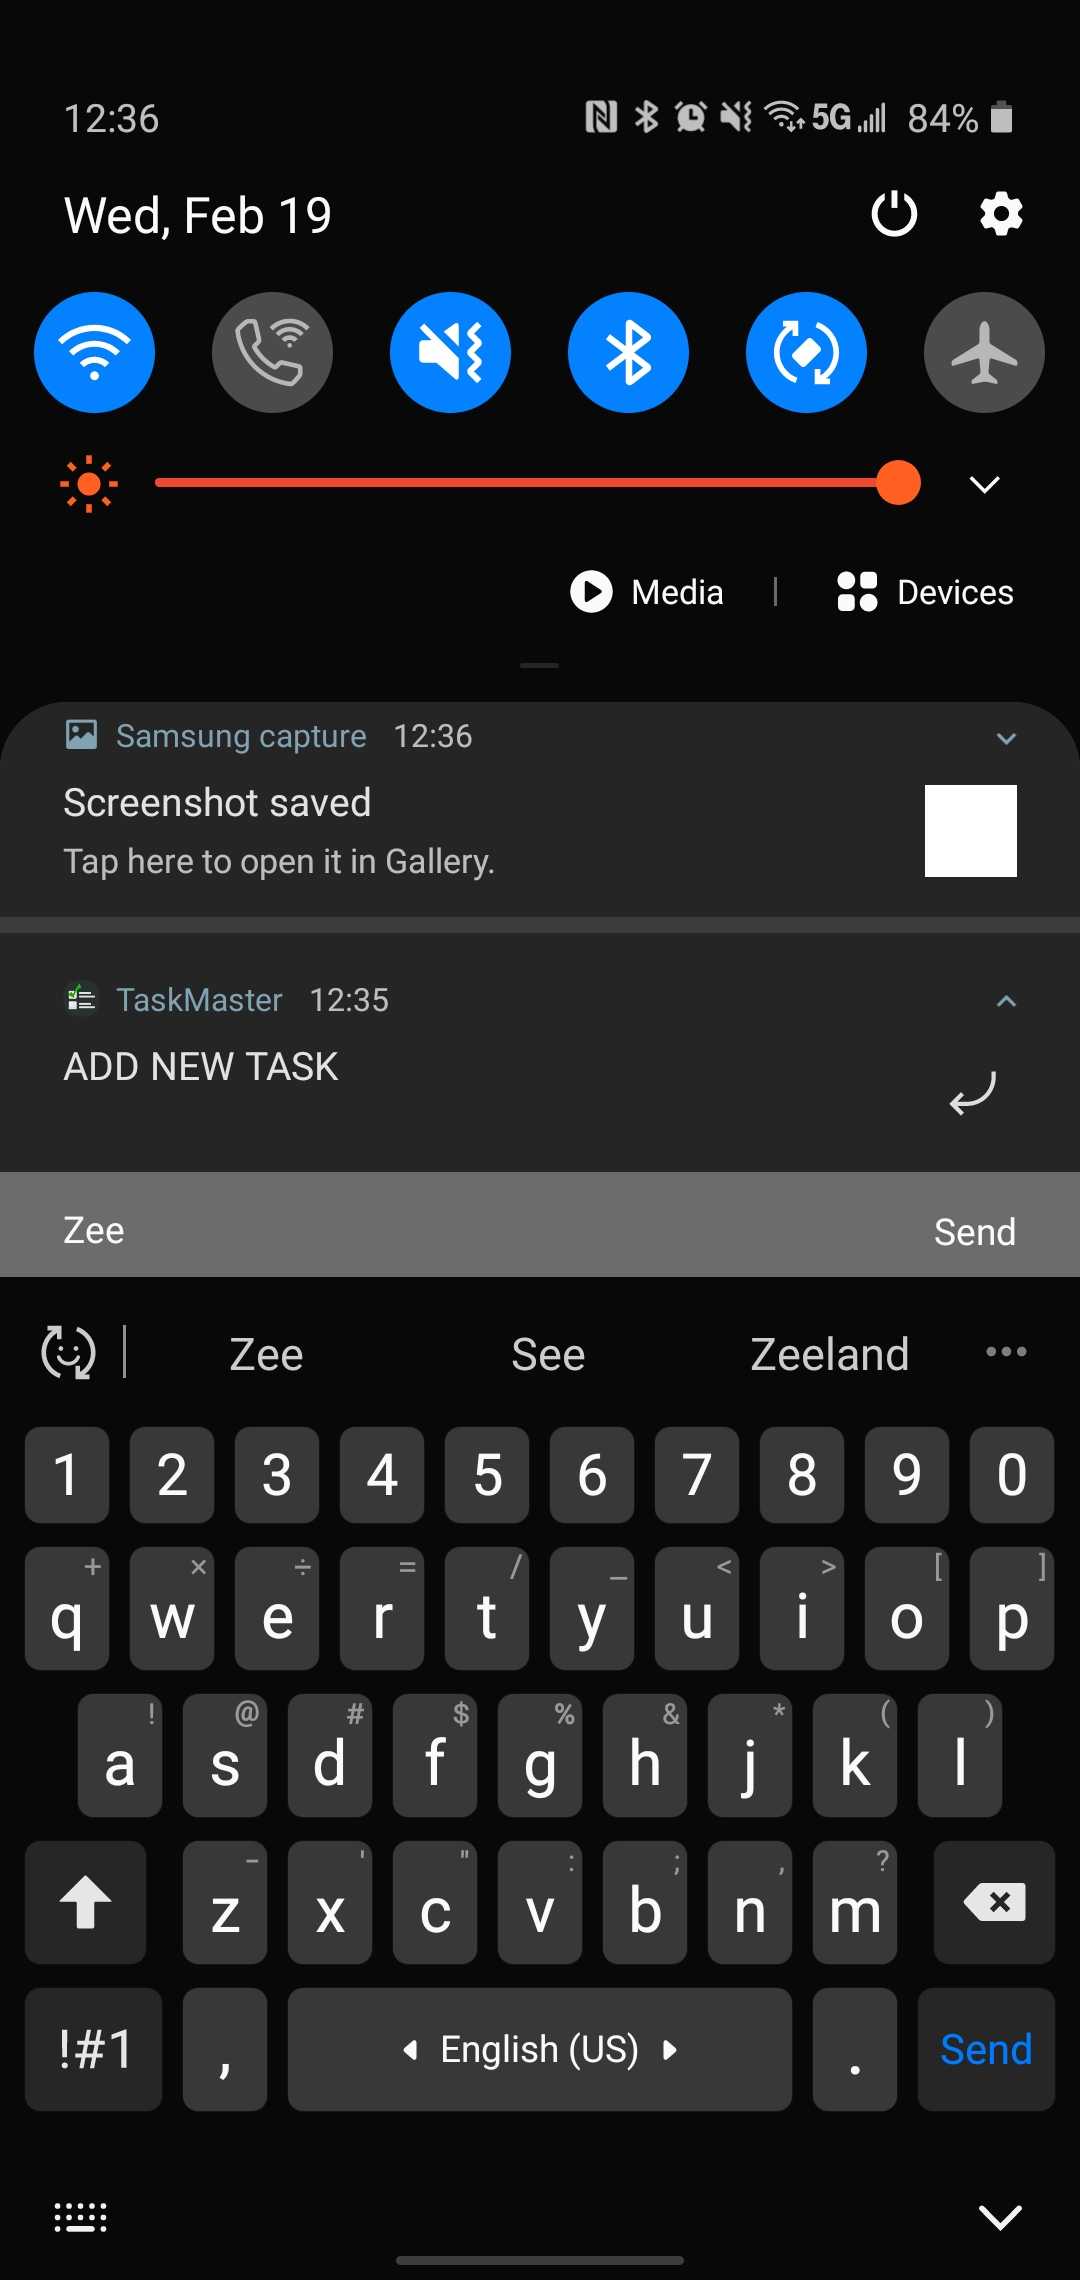 12:36 5G 84%
Wed, Feb 19
Media | Devices
Samsung capture 12:36
Screenshot saved
Tap here to open it in Gallery.
TaskMaster 12:35
ADD NEW TASK
Zee Send
Zee See Zeeland
1 2 3 4 5 6 7 8 9 0
+ × ÷ = / _ < > [ ]
q w e r t y u i o p
! @ # $ % & * ( )
a s d f g h j k l
- ' " : ; , ?
z x c v b n m
!#1 , English (US) . Send